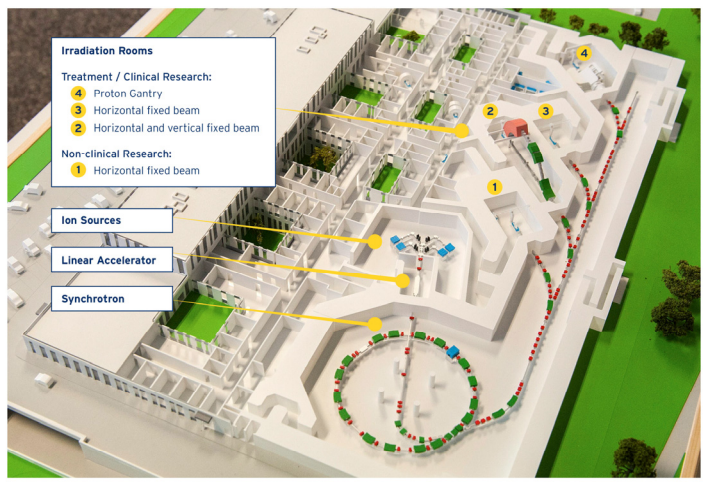 Irradiation Rooms
Treatment / Clinical Research:
4 Proton Gantry
3 Horizontal fixed beam
2 Horizontal and vertical fixed beam
Non-clinical Research:
1 Horizontal fixed beam
Ion Sources
Linear Accelerator
Synchrotron
4
2
3
1